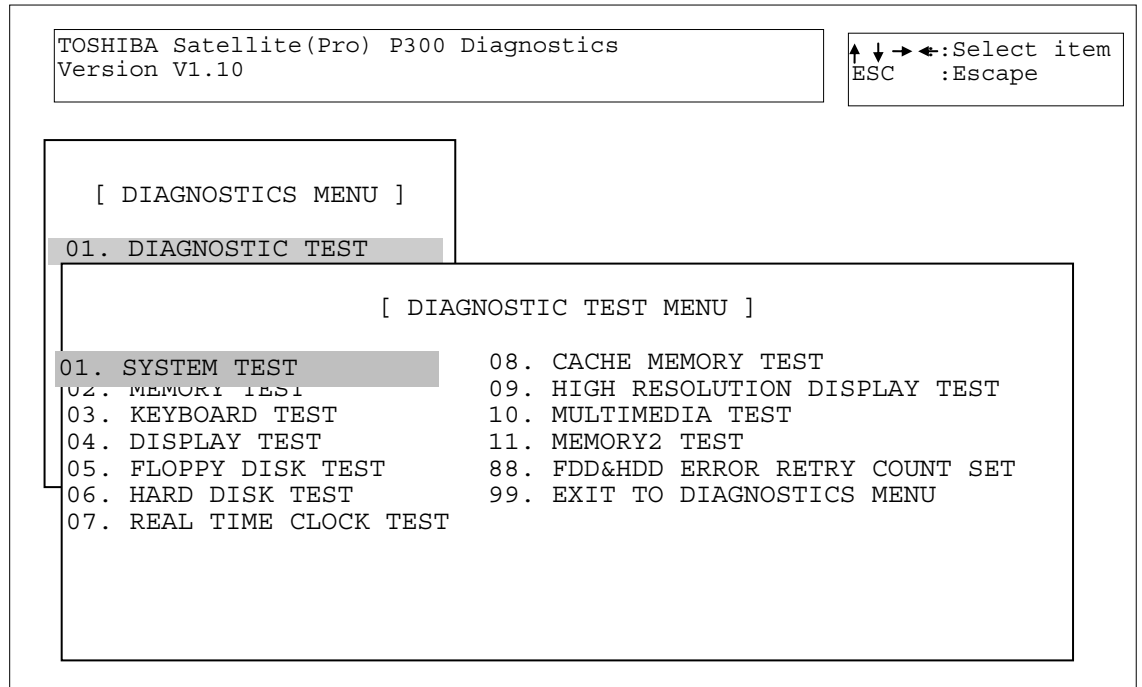 TOSHIBA Satellite(Pro) P300 Diagnostics
Version V1.10
↑ ↓ → ←:Select item
ESC :Escape
[ DIAGNOSTICS MENU ]
01. DIAGNOSTIC TEST
[ DIAGNOSTIC TEST MENU ]
01. SYSTEM TEST
02. MEMORY TEST
03. KEYBOARD TEST
04. DISPLAY TEST
05. FLOPPY DISK TEST
06. HARD DISK TEST
07. REAL TIME CLOCK TEST
08. CACHE MEMORY TEST
09. HIGH RESOLUTION DISPLAY TEST
10. MULTIMEDIA TEST
11. MEMORY2 TEST
88. FDD&HDD ERROR RETRY COUNT SET
99. EXIT TO DIAGNOSTICS MENU